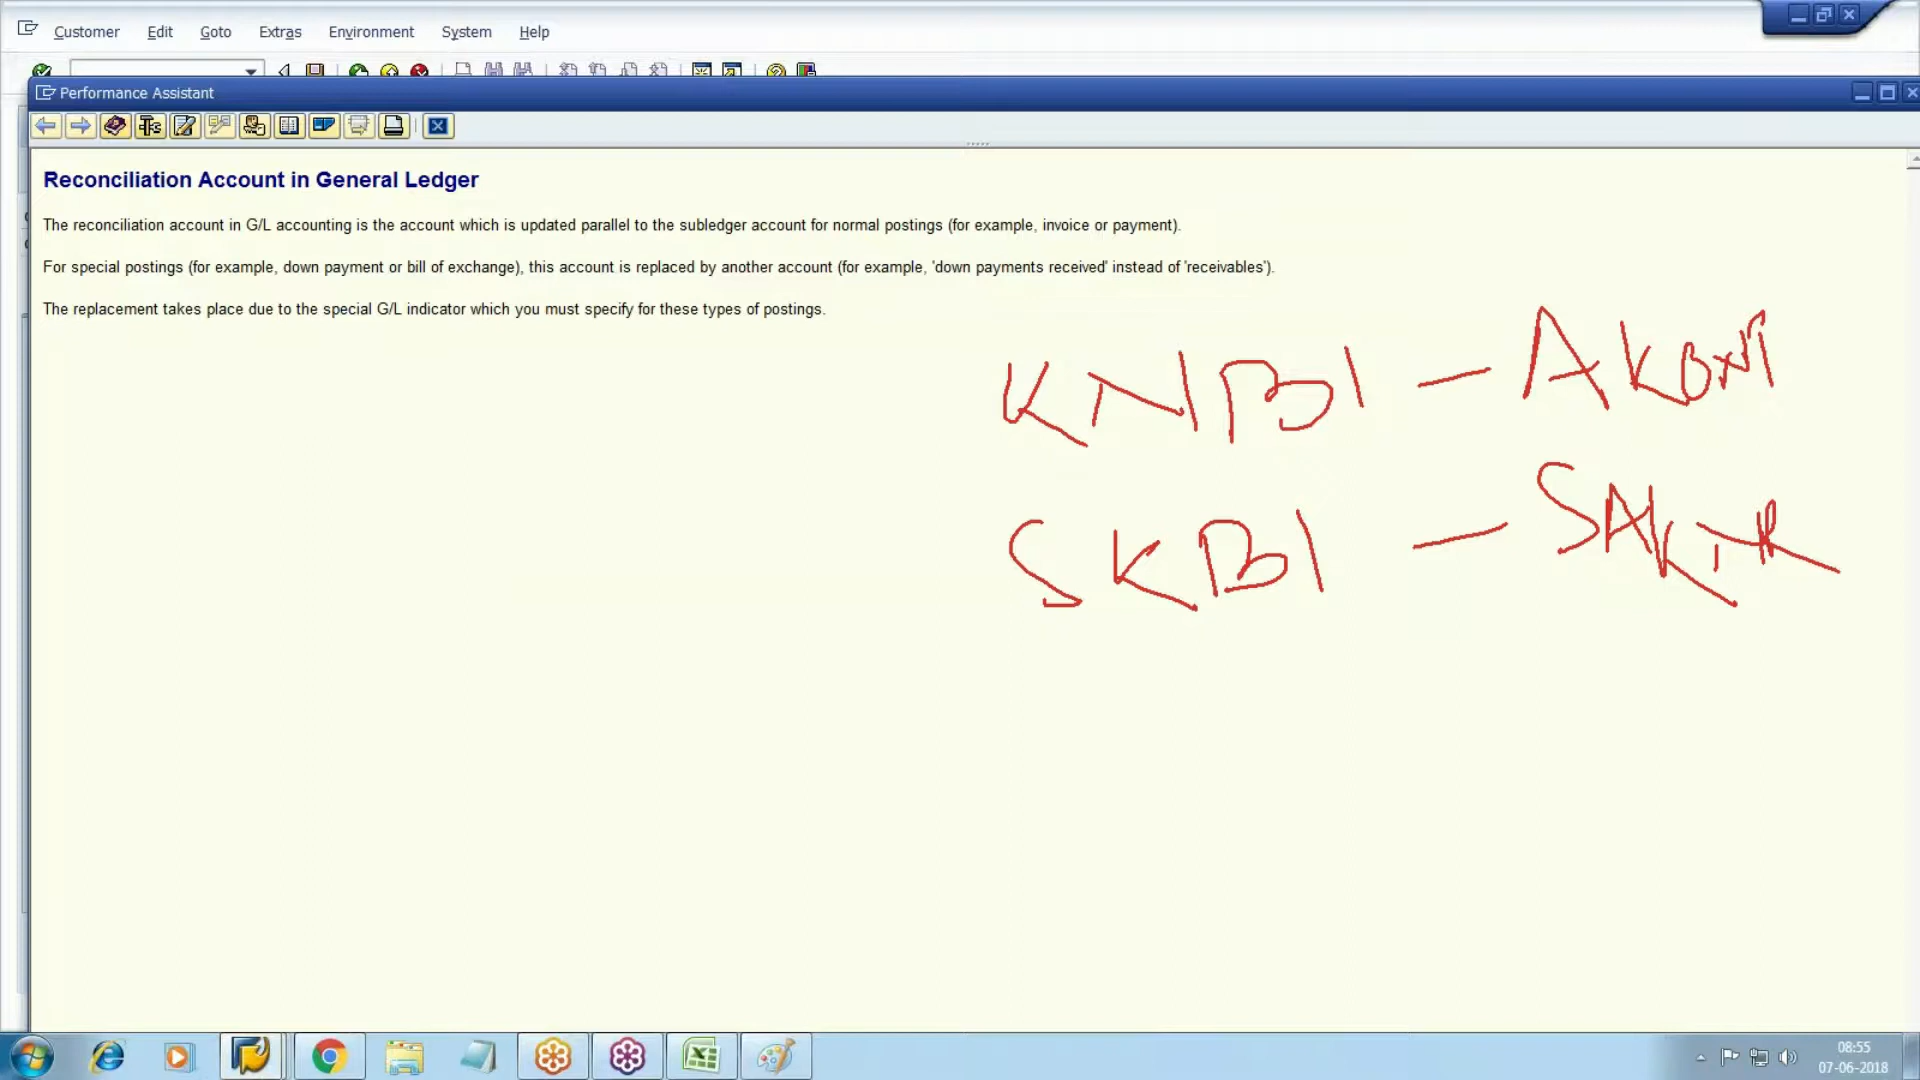 Customer Edit Goto Extras Environment System Help
Performance Assistant
Reconciliation Account in General Ledger
The reconciliation account in G/L accounting is the account which is updated parallel to the subledger account for normal postings (for example, invoice or payment).
For special postings (for example, down payment or bill of exchange), this account is replaced by another account (for example, 'down payments received' instead of 'receivables').
The replacement takes place due to the special G/L indicator which you must specify for these types of postings.
KNB1 –
SKB1 –
08:55
07-06-2018